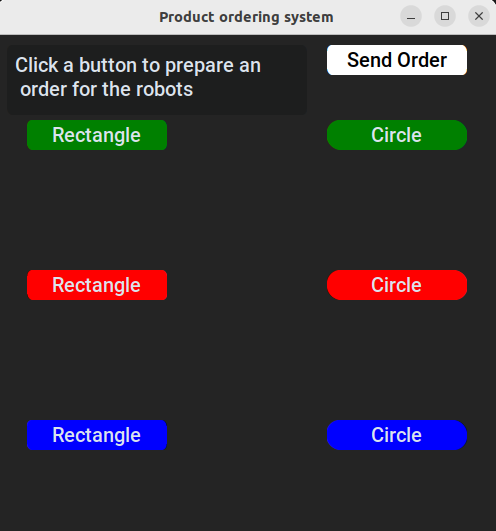 Product ordering system
Click a button to prepare an
order for the robots
Send Order
Rectangle
Circle
Rectangle
Circle
Rectangle
Circle